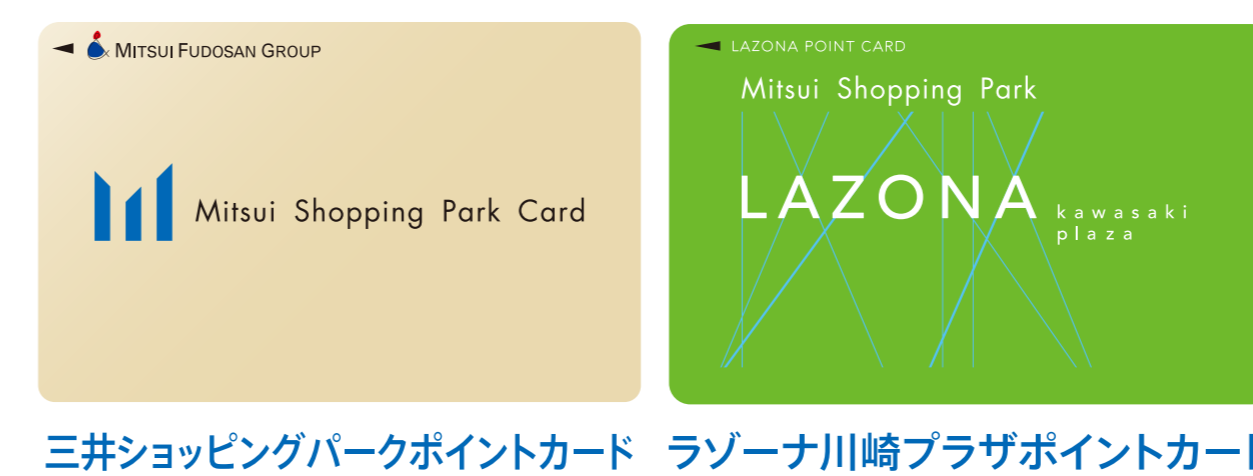 MITSUI FUDOSAN GROUP
Mitsui Shopping Park Card
LAZONA POINT CARD
Mitsui Shopping Park
LAZONA
kawasaki
plaza
三井ショッピングパークポイントカード
ラゾーナ川崎プラザポイントカー